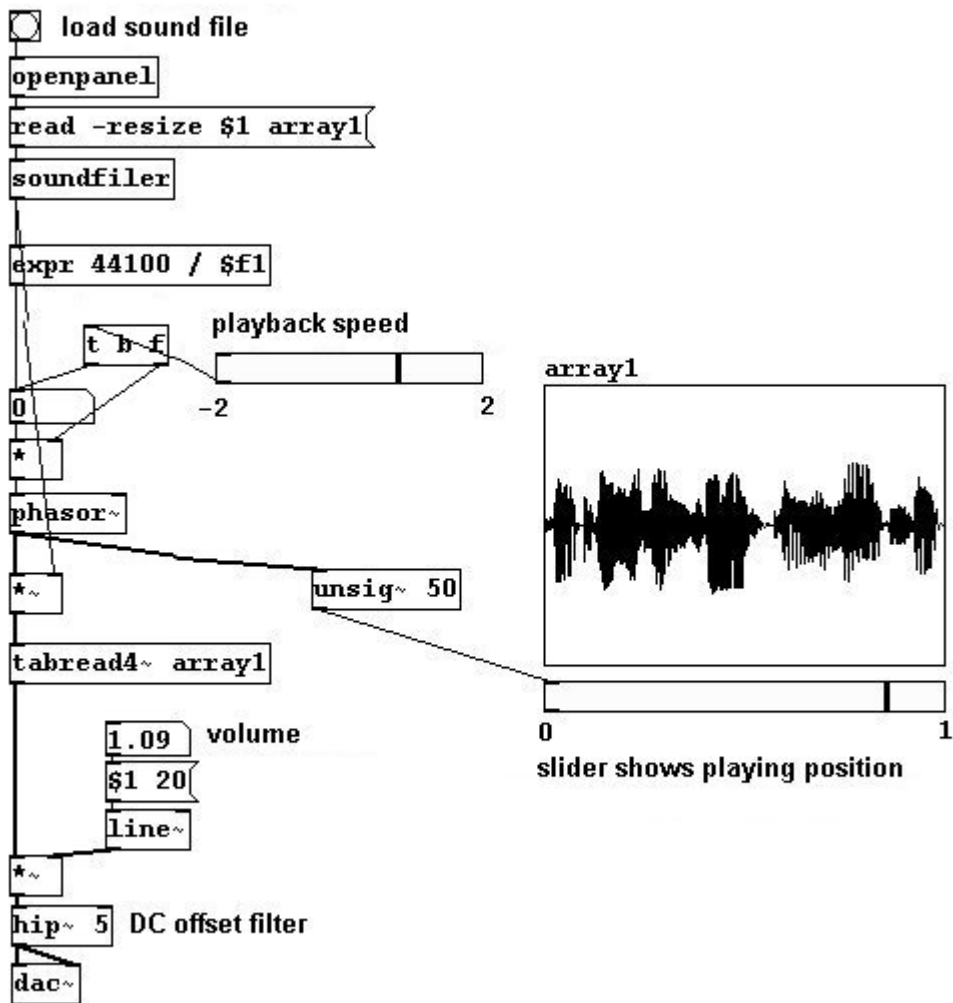 load sound file
openpanel
read -resize $1 array1
soundfiler
expr 44100 / $f1
playback speed
t b f
array1
0
-2
2
*
phasor~
*~
unsig~ 50
tabread4~ array1
1.09
volume
0
1
$1 20
slider shows playing position
line~
*~
hip~ 5
DC offset filter
dac~